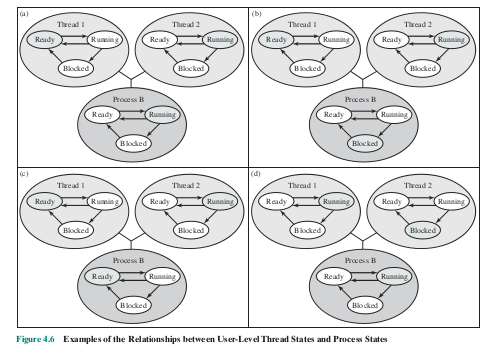 (a)
Thread 1
Thread 2
Ready
Running
Ready
Running
Blocked
Blocked
Process B
Ready
Running
Blocked
(b)
Thread 1
Thread 2
Ready
Running
Ready
Running
Blocked
Blocked
Process B
Ready
Running
Blocked
(c)
Thread 1
Thread 2
Ready
Running
Ready
Running
Blocked
Blocked
Process B
Ready
Running
Blocked
(d)
Thread 1
Thread 2
Ready
Running
Ready
Running
Blocked
Blocked
Process B
Ready
Running
Blocked
Figure 4.6 Examples of the Relationships between User-Level Thread States and Process States